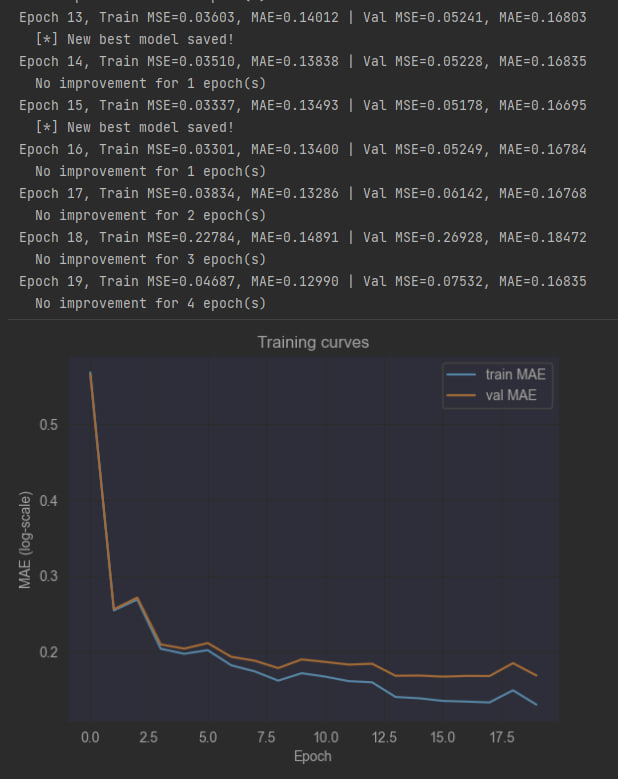 Epoch 13, Train MSE=0.03603, MAE=0.14012 | Val MSE=0.05241, MAE=0.16803
[*] New best model saved!
Epoch 14, Train MSE=0.03510, MAE=0.13838 | Val MSE=0.05228, MAE=0.16835
No improvement for 1 epoch(s)
Epoch 15, Train MSE=0.03337, MAE=0.13493 | Val MSE=0.05178, MAE=0.16695
[*] New best model saved!
Epoch 16, Train MSE=0.03301, MAE=0.13400 | Val MSE=0.05249, MAE=0.16784
No improvement for 1 epoch(s)
Epoch 17, Train MSE=0.03834, MAE=0.13286 | Val MSE=0.06142, MAE=0.16768
No improvement for 2 epoch(s)
Epoch 18, Train MSE=0.22784, MAE=0.14891 | Val MSE=0.26928, MAE=0.18472
No improvement for 3 epoch(s)
Epoch 19, Train MSE=0.04687, MAE=0.12990 | Val MSE=0.07532, MAE=0.16835
No improvement for 4 epoch(s)
Training curves
train MAE
val MAE
0.5
0.4
0.3
0.2
MAE (log-scale)
0.0 2.5 5.0 7.5 10.0 12.5 15.0 17.5
Epoch